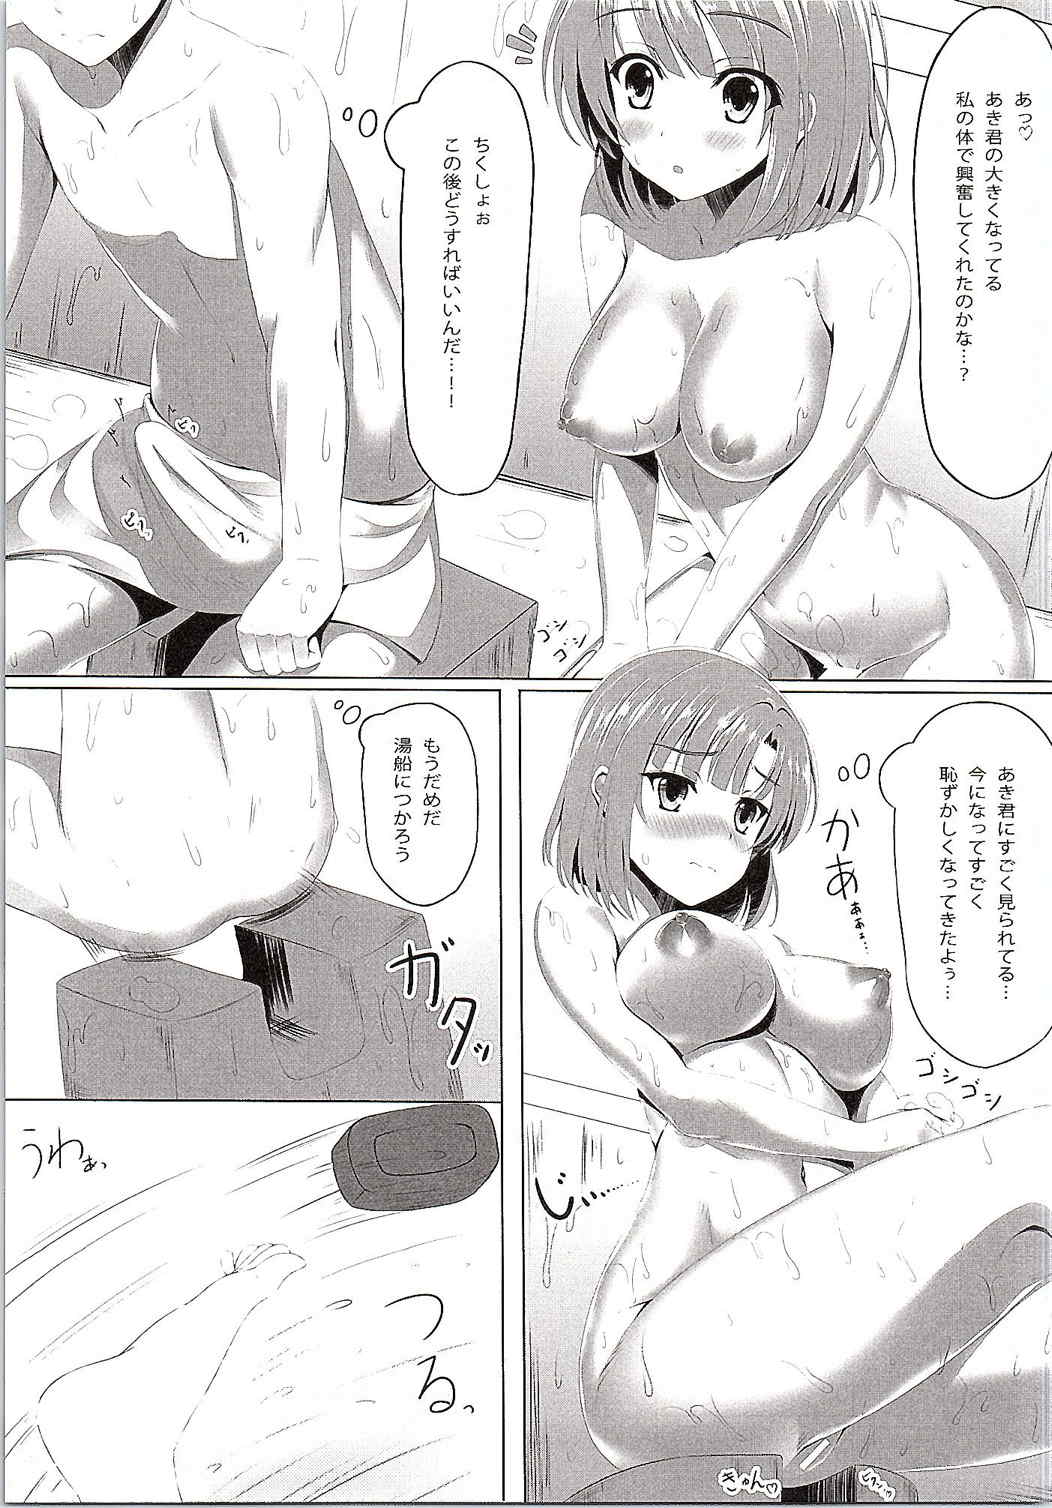 あっ♡
あき君の大きくなってる
私の体で興奮してくれたのかな…?
ちくしょぉ
この後どうすればいいんだ…!!
ゴシ
ゴシ
あき君にすごく見られてる…
今になってすごく
恥ずかしくなってきたよぅ…
かあぁぁぁ…
ゴシゴシ
じ…
きゅん♡
もうだめだ
湯船につかろう
ガタッ
うわぁっ
つるっ